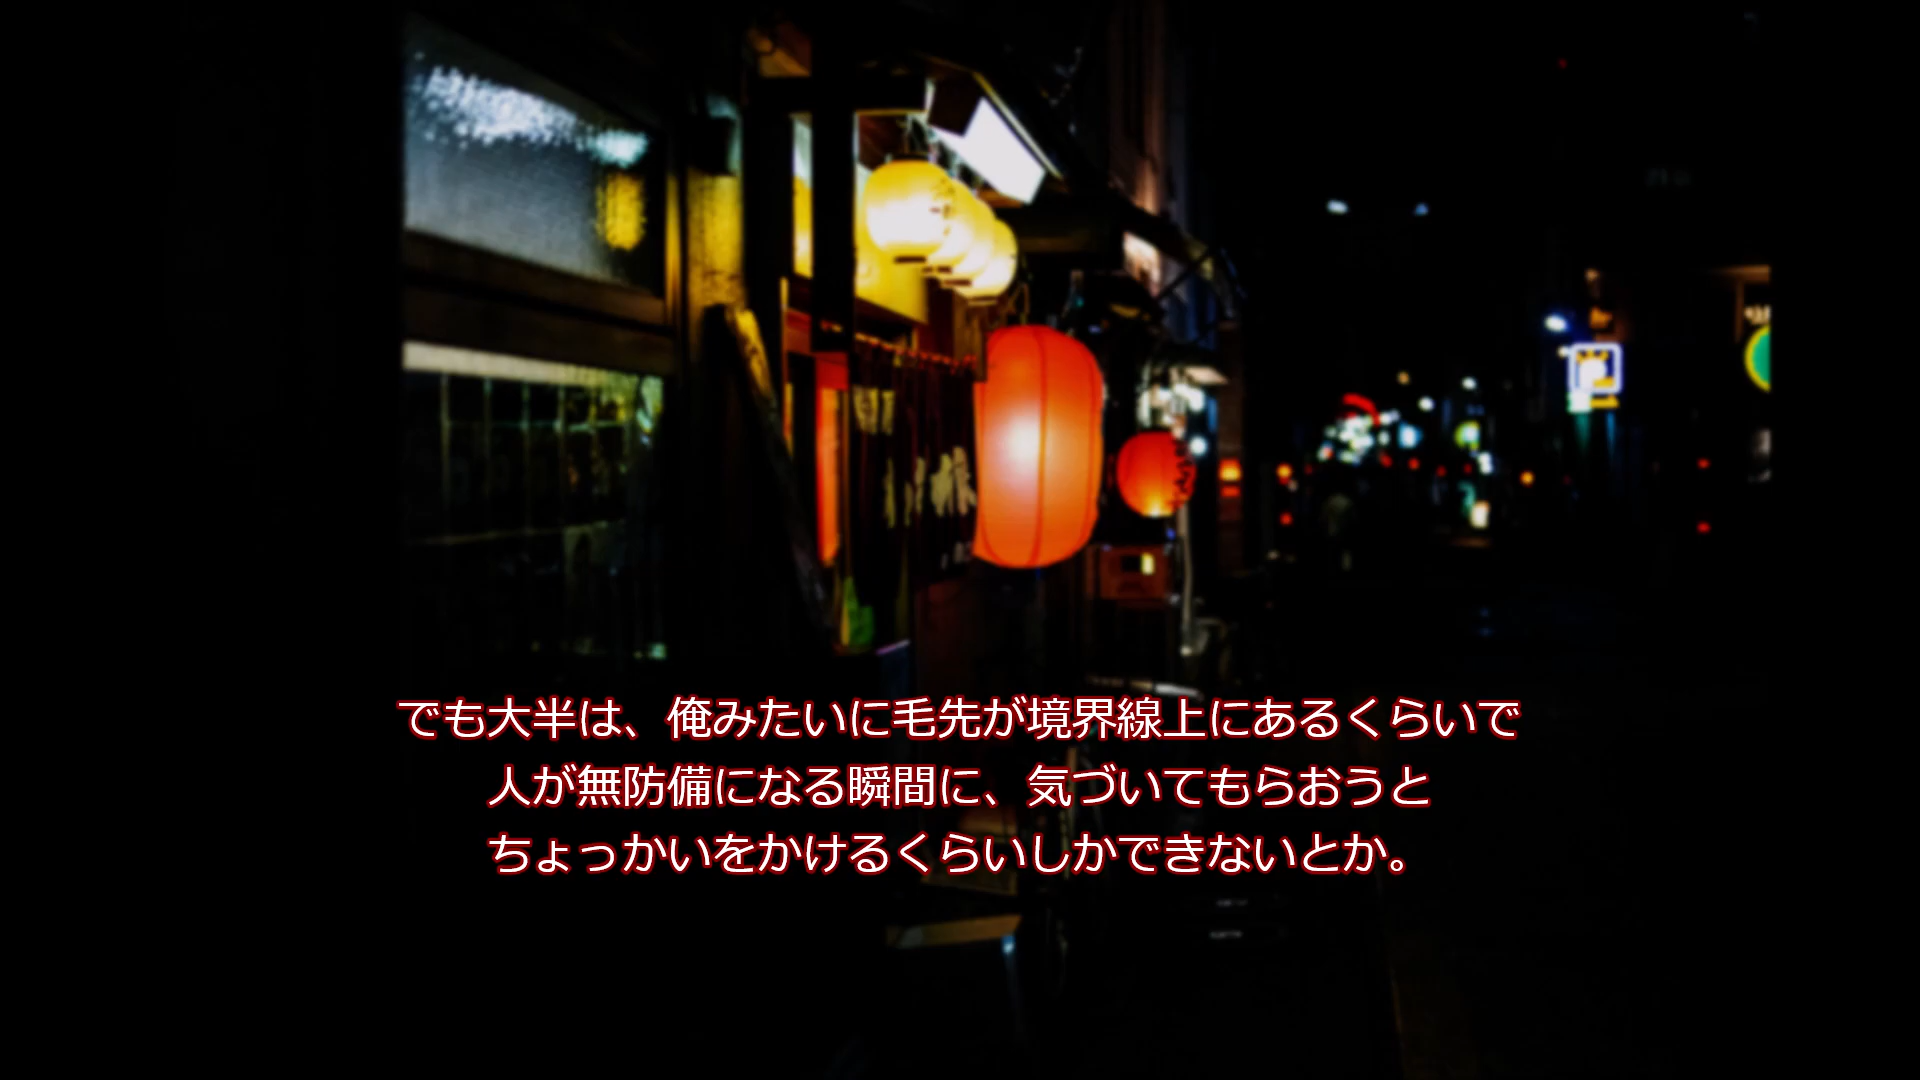 でも大半は、俺みたいに毛先が境界線上にあるくらいで
人が無防備になる瞬間に、気づいてもらおうと
ちょっかいをかけるくらいしかできないとか。